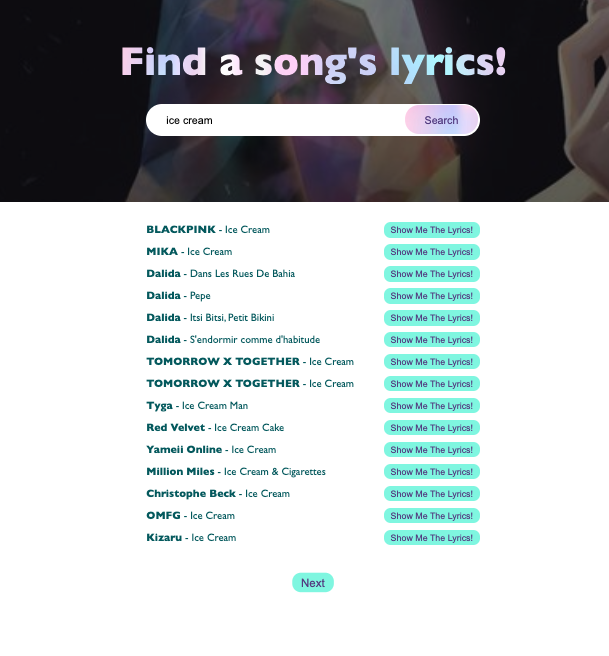 Find a song's lyrics!
ice cream Search
BLACKPINK - Ice Cream Show Me The Lyrics!
MIKA - Ice Cream Show Me The Lyrics!
Dalida - Dans Les Rues De Bahia Show Me The Lyrics!
Dalida - Pepe Show Me The Lyrics!
Dalida - Itsi Bitsi, Petit Bikini Show Me The Lyrics!
Dalida - S'endormir comme d'habitude Show Me The Lyrics!
TOMORROW X TOGETHER - Ice Cream Show Me The Lyrics!
TOMORROW X TOGETHER - Ice Cream Show Me The Lyrics!
Tyga - Ice Cream Man Show Me The Lyrics!
Red Velvet - Ice Cream Cake Show Me The Lyrics!
Yameii Online - Ice Cream Show Me The Lyrics!
Million Miles - Ice Cream & Cigarettes Show Me The Lyrics!
Christophe Beck - Ice Cream Show Me The Lyrics!
OMFG - Ice Cream Show Me The Lyrics!
Kizaru - Ice Cream Show Me The Lyrics!
Next